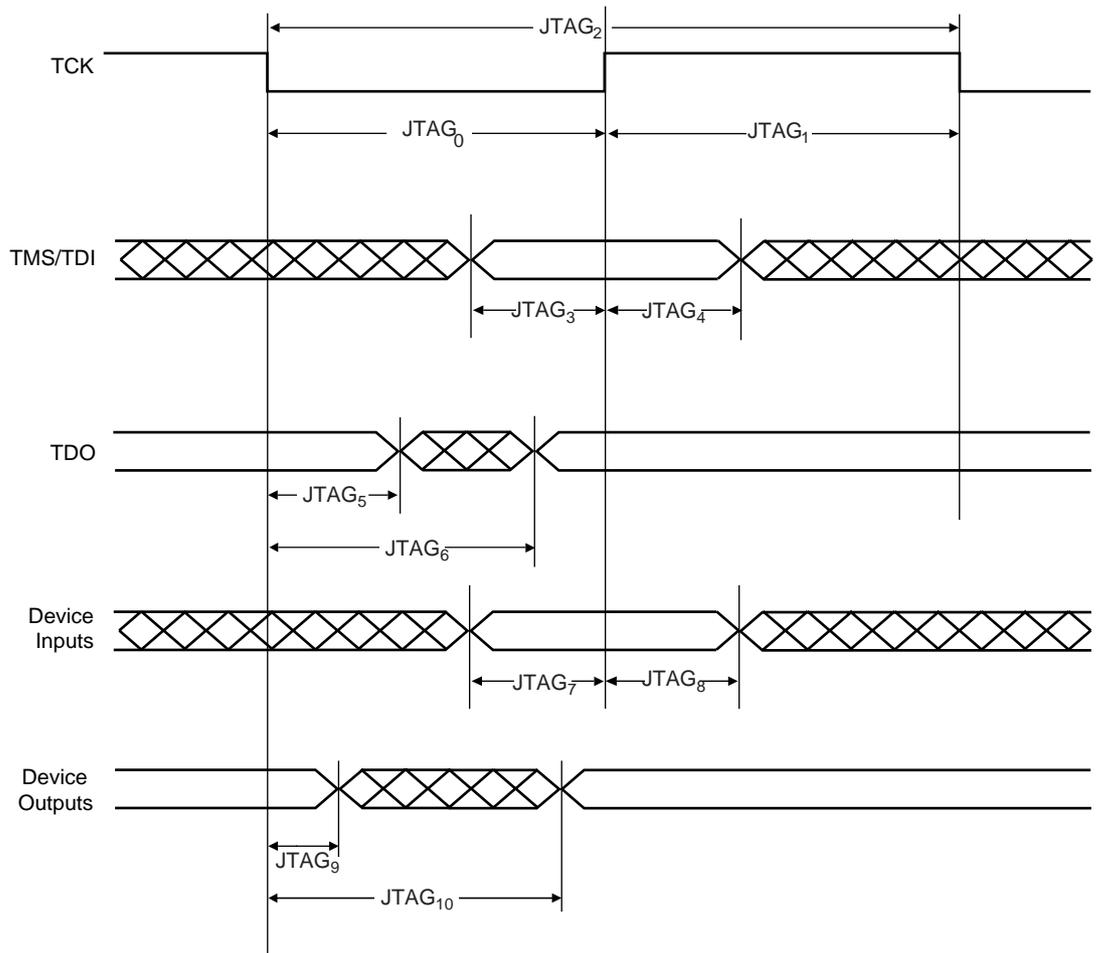 JTAG₂
TCK
JTAG₀
JTAG₁
TMS/TDI
JTAG₃
JTAG₄
TDO
JTAG₅
JTAG₆
Device
Inputs
JTAG₇
JTAG₈
Device
Outputs
JTAG₉
JTAG₁₀